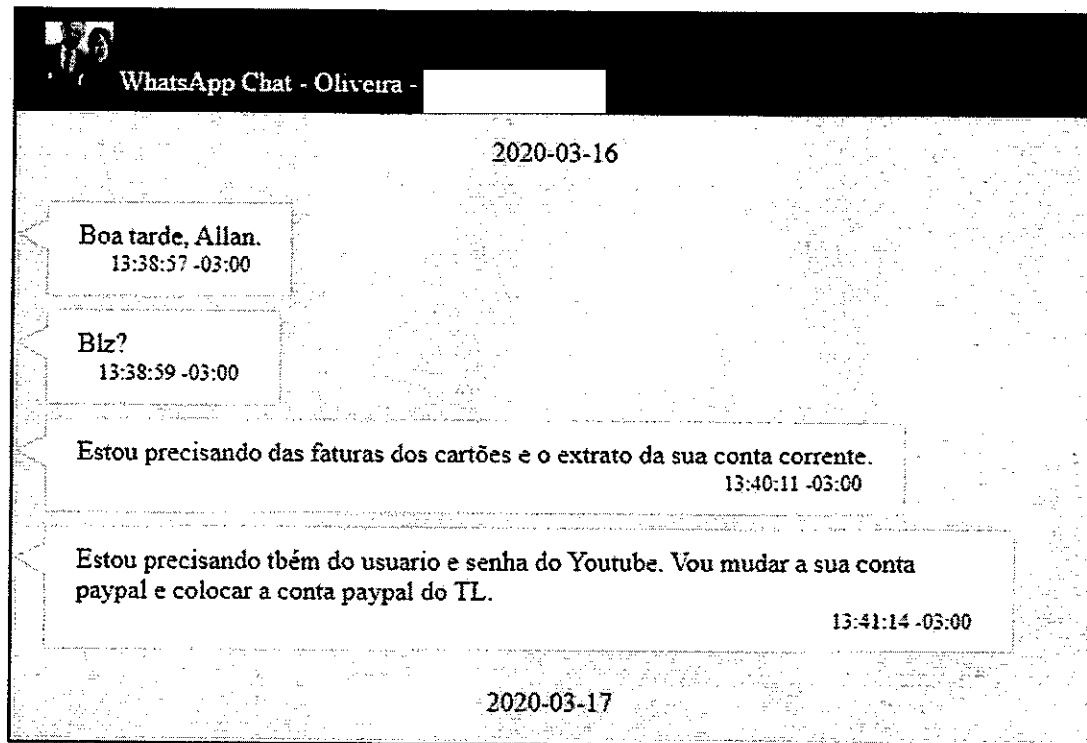 WhatsApp Chat - Oliveira -
2020-03-16
Boa tarde, Allan.
13:38:57 -03:00
Blz?
13:38:59 -03:00
Estou precisando das faturas dos cartões e o extrato da sua conta corrente.
13:40:11 -03:00
Estou precisando tbém do usuario e senha do Youtube. Vou mudar a sua conta
paypal e colocar a conta paypal do TL.
13:41:14 -03:00
2020-03-17